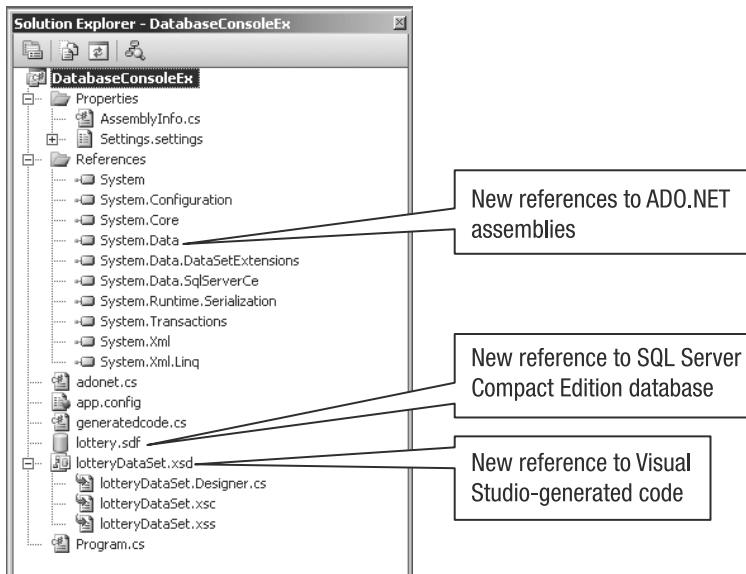 Solution Explorer - DatabaseConsoleEx
DatabaseConsoleEx
Properties
AssemblyInfo.cs
Settings.settings
References
System
System.Configuration
System.Core
System.Data
System.Data.DataSetExtensions
System.Data.SqlServerCe
System.Runtime.Serialization
System.Transactions
System.Xml
System.Xml.Linq
adonet.cs
app.config
generatedcode.cs
lottery.sdf
lotteryDataSet.xsd
lotteryDataSet.Designer.cs
lotteryDataSet.xsc
lotteryDataSet.xss
Program.cs
New references to ADO.NET
assemblies
New reference to SQL Server
Compact Edition database
New reference to Visual
Studio-generated code